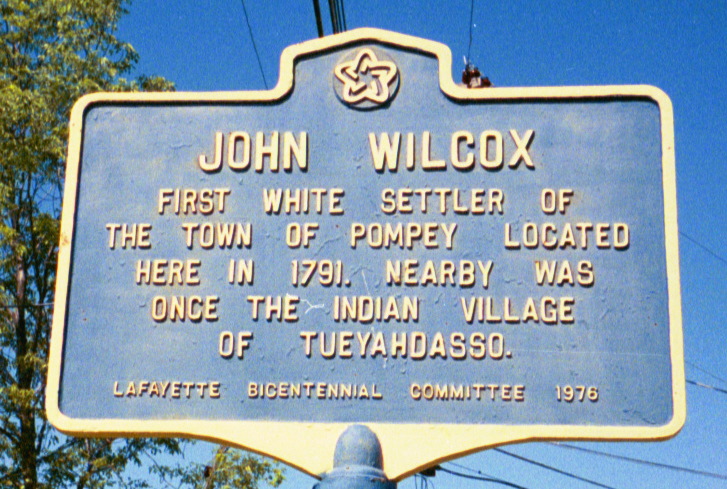 JOHN WILCOX
FIRST WHITE SETTLER OF
THE TOWN OF POMPEY LOCATED
HERE IN 1791. NEARBY WAS
ONCE THE INDIAN VILLAGE
OF TUEYAHDASSO.
LAFAYETTE BICENTENNIAL COMMITTEE 1976